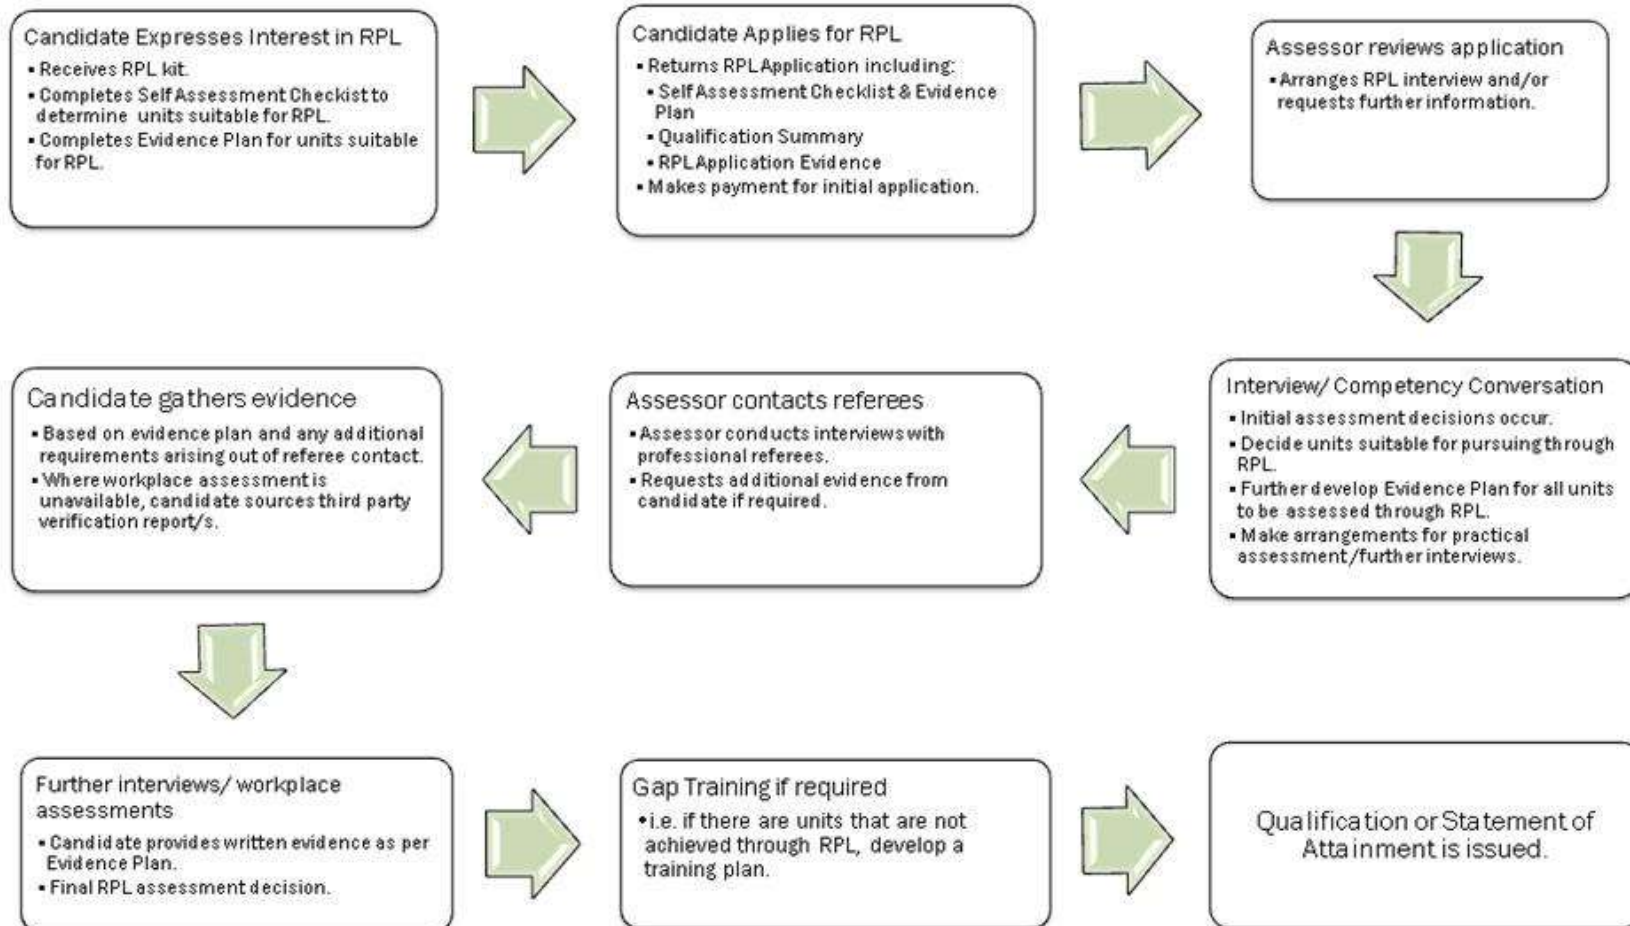 Candidate Expresses Interest in RPL
▪ Receives RPL kit.
▪ Completes Self Assessment Checkist to
determine units suitable for RPL.
▪ Completes Evidence Plan for units suitable
for RPL.
Candidate Applies for RPL
▪ Returns RPL Application including:
▪ Self Assessment Checklist & Evidence
Plan
▪ Qualification Summary
▪ RPL Application Evidence
▪ Makes payment for initial application.
Assessor reviews application
▪ Arranges RPL interview and/or
requests further information.
Interview/ Competency Conversation
▪ Initial assessment decisions occur.
▪ Decide units suitable for pursuing through
RPL.
▪ Further develop Evidence Plan for all units
to be assessed through RPL.
▪ Make arrangements for practical
assessment/further interviews.
Assessor contacts referees
▪ Assessor conducts interviews with
professional referees.
▪ Requests additional evidence from
candidate if required.
Candidate gathers evidence
▪ Based on evidence plan and any additional
requirements arising out of referee contact.
▪ Where workplace assessment is
unavailable, candidate sources third party
verification report/s.
Further interviews/ workplace
assessments
▪ Candidate provides written evidence as per
Evidence Plan.
▪ Final RPL assessment decision.
Gap Training if required
• i.e. if there are units that are not
achieved through RPL, develop a
training plan.
Qualification or Statement of
Attainment is issued.